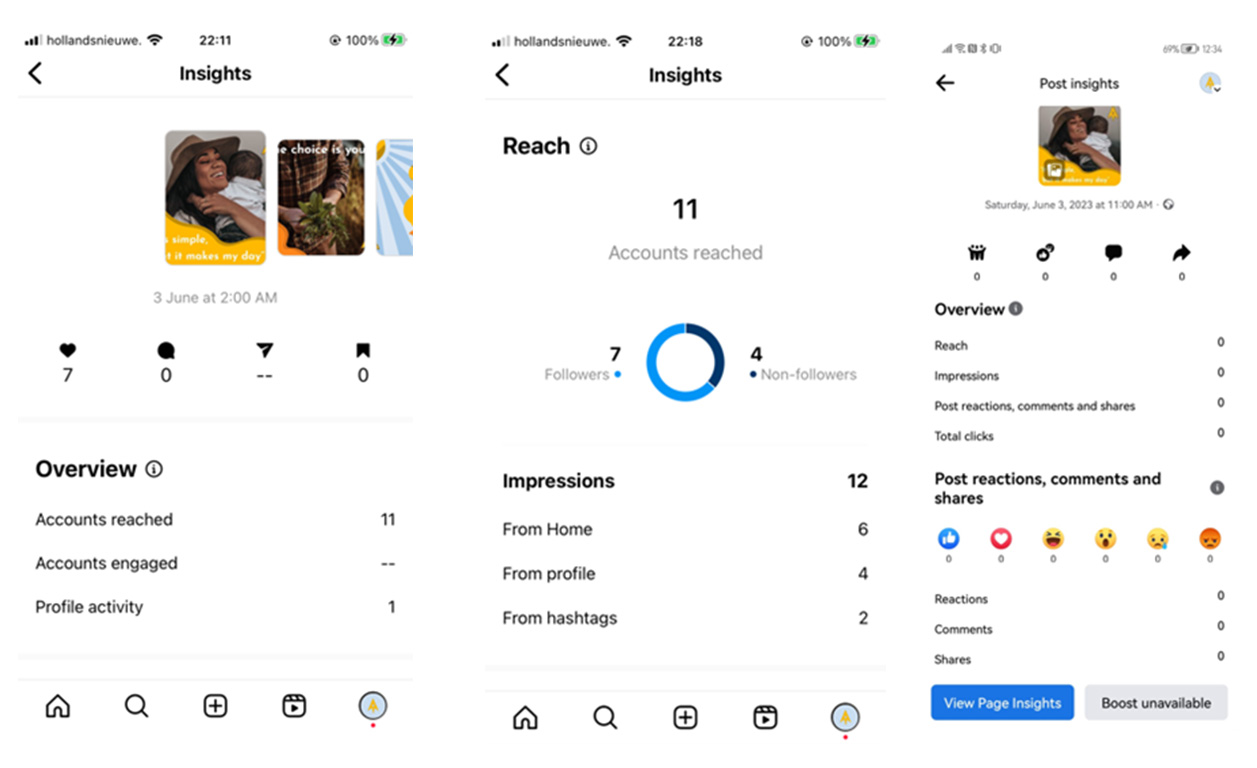 hollandsnieuwe. 22:11 100%
Insights
e choice is you
s simple,
t it makes my day"
3 June at 2:00 AM
7 0 -- 0
Overview
Accounts reached 11
Accounts engaged --
Profile activity 1
hollandsnieuwe. 22:18 100%
Insights
Reach
11
Accounts reached
7
Followers
4
Non-followers
Impressions 12
From Home 6
From profile 4
From hashtags 2
69% 12:34
Post insights
makes my day"
Saturday, June 3, 2023 at 11:00 AM ·
0 0 0 0
Overview
Reach 0
Impressions 0
Post reactions, comments and shares 0
Total clicks 0
Post reactions, comments and
shares
0 0 0 0 0 0
Reactions 0
Comments 0
Shares 0
View Page Insights Boost unavailable